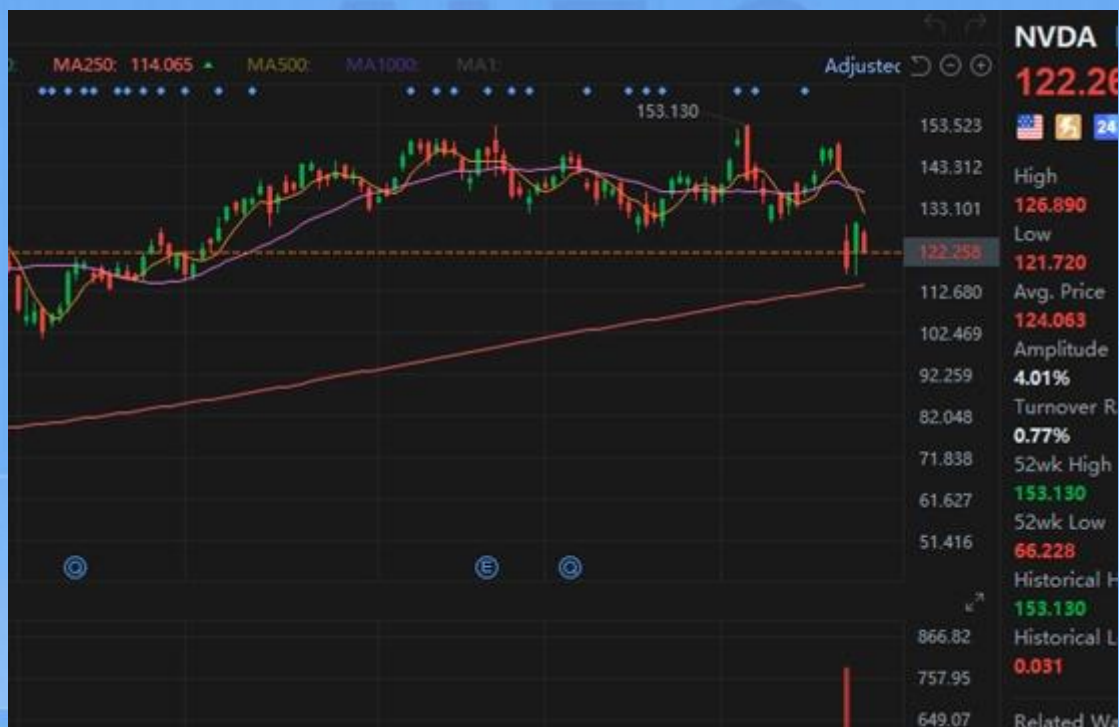 MA250: 114.065 MA500: MA1000: MA1:
Adjusted
NVDA
122.26
24
153.130
153.523
143.312
133.101
122.258
112.680
102.469
92.259
82.048
71.838
61.627
51.416
Q E Q
866.82
757.95
649.07
High
126.890
Low
121.720
Avg. Price
124.063
Amplitude
4.01%
Turnover R
0.77%
52wk High
153.130
52wk Low
66.228
Historical H
153.130
Historical L
0.031
Related Wa